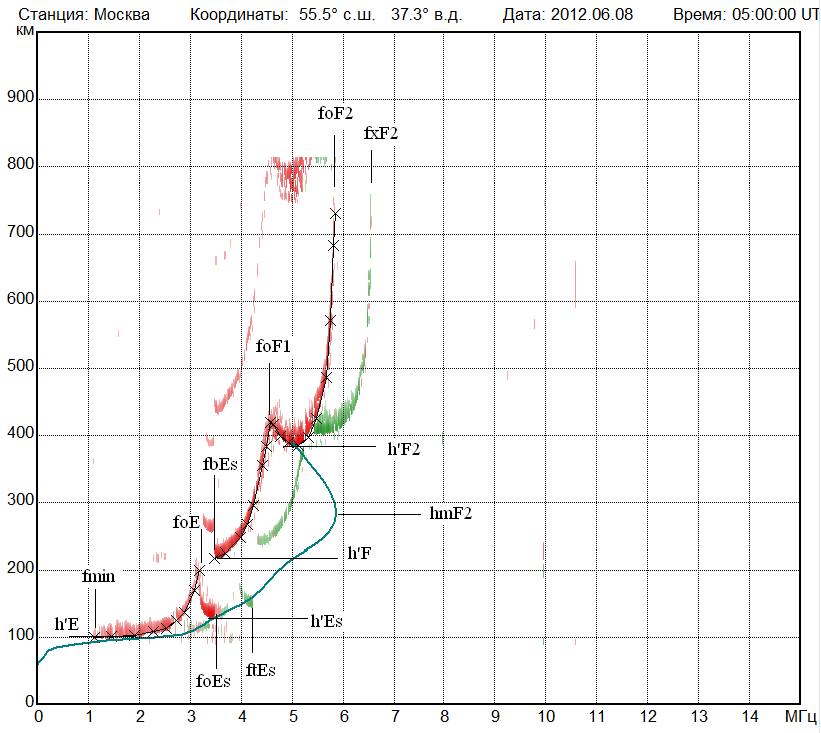 Станция: Москва Координаты: 55.5° с.ш. 37.3° в.д. Дата: 2012.06.08 Время: 05:00:00 UT
км
900
foF2
fxF2
800
700
600
500
foF1
400
h'F2
fbEs
300
hmF2
foE
h'F
200
fmin
h'E
h'Es
100
ftEs
foEs
0
0 1 2 3 4 5 6 7 8 9 10 11 12 13 14 МГц